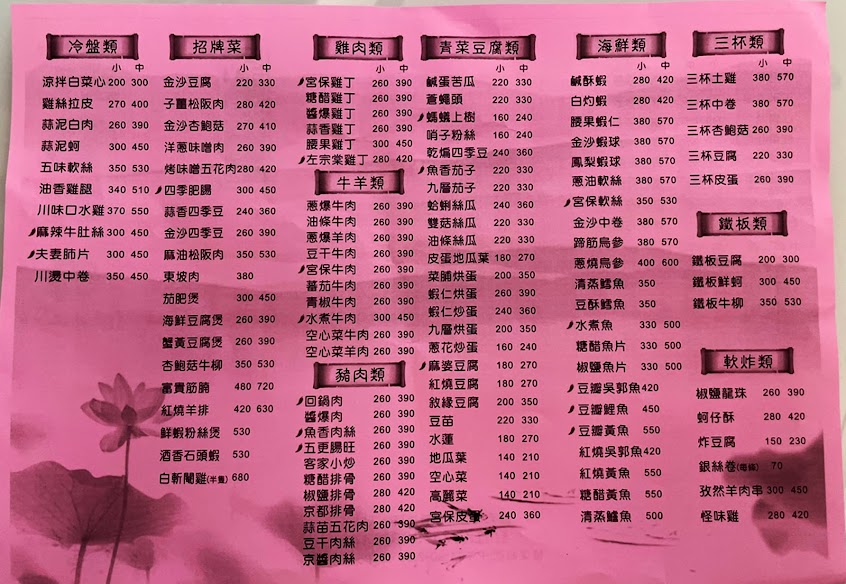 冷盤類
小 中
涼拌白菜心 200 300
雞絲拉皮 270 400
蒜泥白肉 260 390
蒜泥蚵 300 450
五味軟絲 350 530
油香雞腿 340 510
川味口水雞 370 550
麻辣牛肚絲 300 450
夫妻肺片 300 450
川燙中卷 350 450
招牌菜
小 中
金沙豆腐 220 330
子薑松阪肉 280 420
金沙杏鮑菇 270 410
洋蔥味噌肉 260 390
烤味噌五花肉 280 420
四季肥腸 300 450
蒜香四季豆 240 360
金沙四季豆 260 390
麻油松阪肉 350 530
東坡肉 380
茄肥煲 300 450
海鮮豆腐煲 260 390
蟹黃豆腐煲 260 390
杏鮑菇牛柳 350 530
富貴筋腩 480 720
紅燒羊排 420 630
鮮蝦粉絲煲 530
酒香石頭蝦 530
白斬閹雞(半隻) 680
雞肉類
小 中
宮保雞丁 260 390
糖醋雞丁 260 390
醬爆雞丁 260 390
蒜香雞丁 260 390
腰果雞丁 300 450
左宗棠雞丁 280 420
牛羊類
蔥爆牛肉 260 390
油條牛肉 260 390
蔥爆羊肉 260 390
豆干牛肉 260 390
宮保牛肉 260 390
蕃茄牛肉 260 390
青椒牛肉 260 390
水煮牛肉 300 450
空心菜牛肉 260 390
空心菜羊肉 260 390
豬肉類
回鍋肉 260 390
醬爆肉 260 390
魚香肉絲 260 390
五更腸旺 260 390
客家小炒 260 390
糖醋排骨 260 390
椒鹽排骨 280 420
京都排骨 280 420
蒜苗五花肉 260 390
豆干肉絲 260 390
京醬肉絲 260 390
青菜豆腐類
小 中
鹹蛋苦瓜 220 330
蒼蠅頭 220 330
螞蟻上樹 160 240
哨子粉絲 160 240
乾煸四季豆 240 360
魚香茄子 220 330
九層茄子 220 330
蛤蜊絲瓜 240 360
雙菇絲瓜 220 330
油條絲瓜 220 330
皮蛋地瓜葉 180 270
菜脯烘蛋 200 350
蝦仁烘蛋 260 390
蝦仁炒蛋 240 360
九層烘蛋 200 350
蔥花炒蛋 160 240
麻婆豆腐 180 270
紅燒豆腐 180 270
敘緣豆腐 200 350
豆苗 220 330
水蓮 180 270
地瓜葉 140 210
空心菜 140 210
高麗菜 140 210
宮保皮蛋 240 360
海鮮類
小 中
鹹酥蝦 280 420
白灼蝦 280 420
腰果蝦仁 380 570
金沙蝦球 380 570
鳳梨蝦球 380 570
蔥油軟絲 380 570
宮保軟絲 350 530
金沙中卷 380 570
蹄筋烏參 380 570
蔥燒烏參 400 600
清蒸鱈魚 350
豆酥鱈魚 350
水煮魚 330 500
糖醋魚片 330 500
椒鹽魚片 330 500
豆瓣吳郭魚 420
豆瓣鯉魚 450
豆瓣黃魚 550
紅燒吳郭魚 420
紅燒黃魚 550
糖醋黃魚 550
清蒸鱸魚 500
三杯類
小 中
三杯土雞 380 570
三杯中卷 380 570
三杯杏鮑菇 260 390
三杯豆腐 220 330
三杯皮蛋 260 390
鐵板類
鐵板豆腐 200 300
鐵板鮮蚵 300 450
鐵板牛柳 350 530
軟炸類
椒鹽龍珠 260 390
蚵仔酥 280 420
炸豆腐 150 230
銀絲卷(每條) 70
孜然羊肉串 300 450
怪味雞 280 420